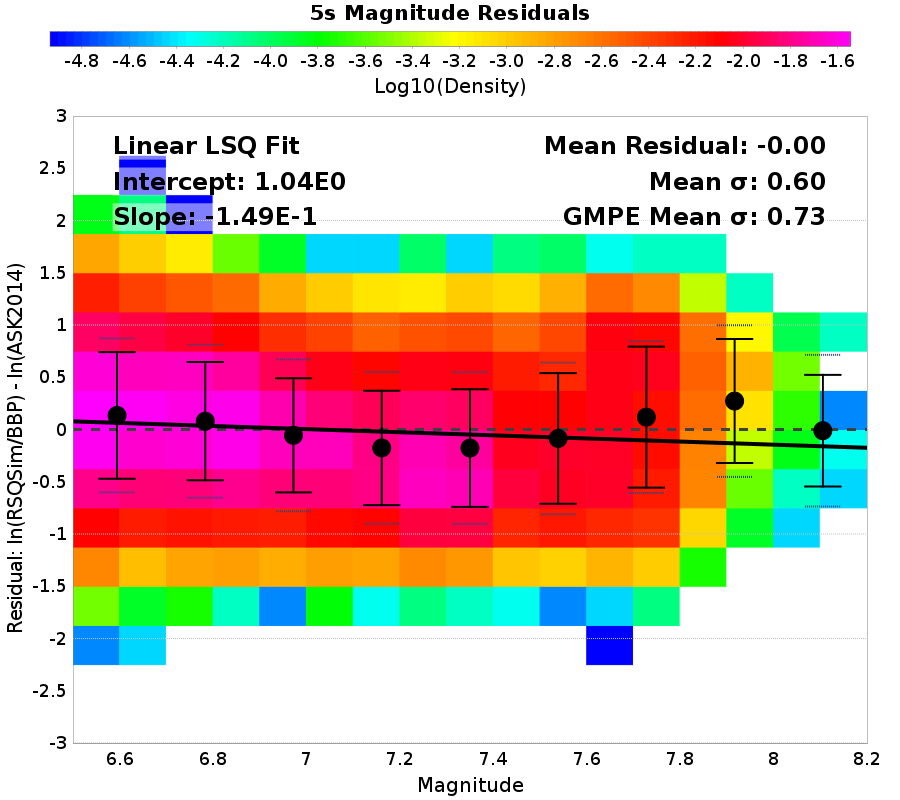 5s Magnitude Residuals
-4.8 -4.6 -4.4 -4.2 -4.0 -3.8 -3.6 -3.4 -3.2 -3.0 -2.8 -2.6 -2.4 -2.2 -2.0 -1.8 -1.6
Log10(Density)
Linear LSQ Fit
Intercept: 1.04E0
Slope: -1.49E-1
Mean Residual: -0.00
Mean σ: 0.60
GMPE Mean σ: 0.73
Residual: ln(RSQSim/BBP) - ln(ASK2014)
3
2.5
2
1.5
1
0.5
0
-0.5
-1
-1.5
-2
-2.5
-3
6.6 6.8 7 7.2 7.4 7.6 7.8 8 8.2
Magnitude